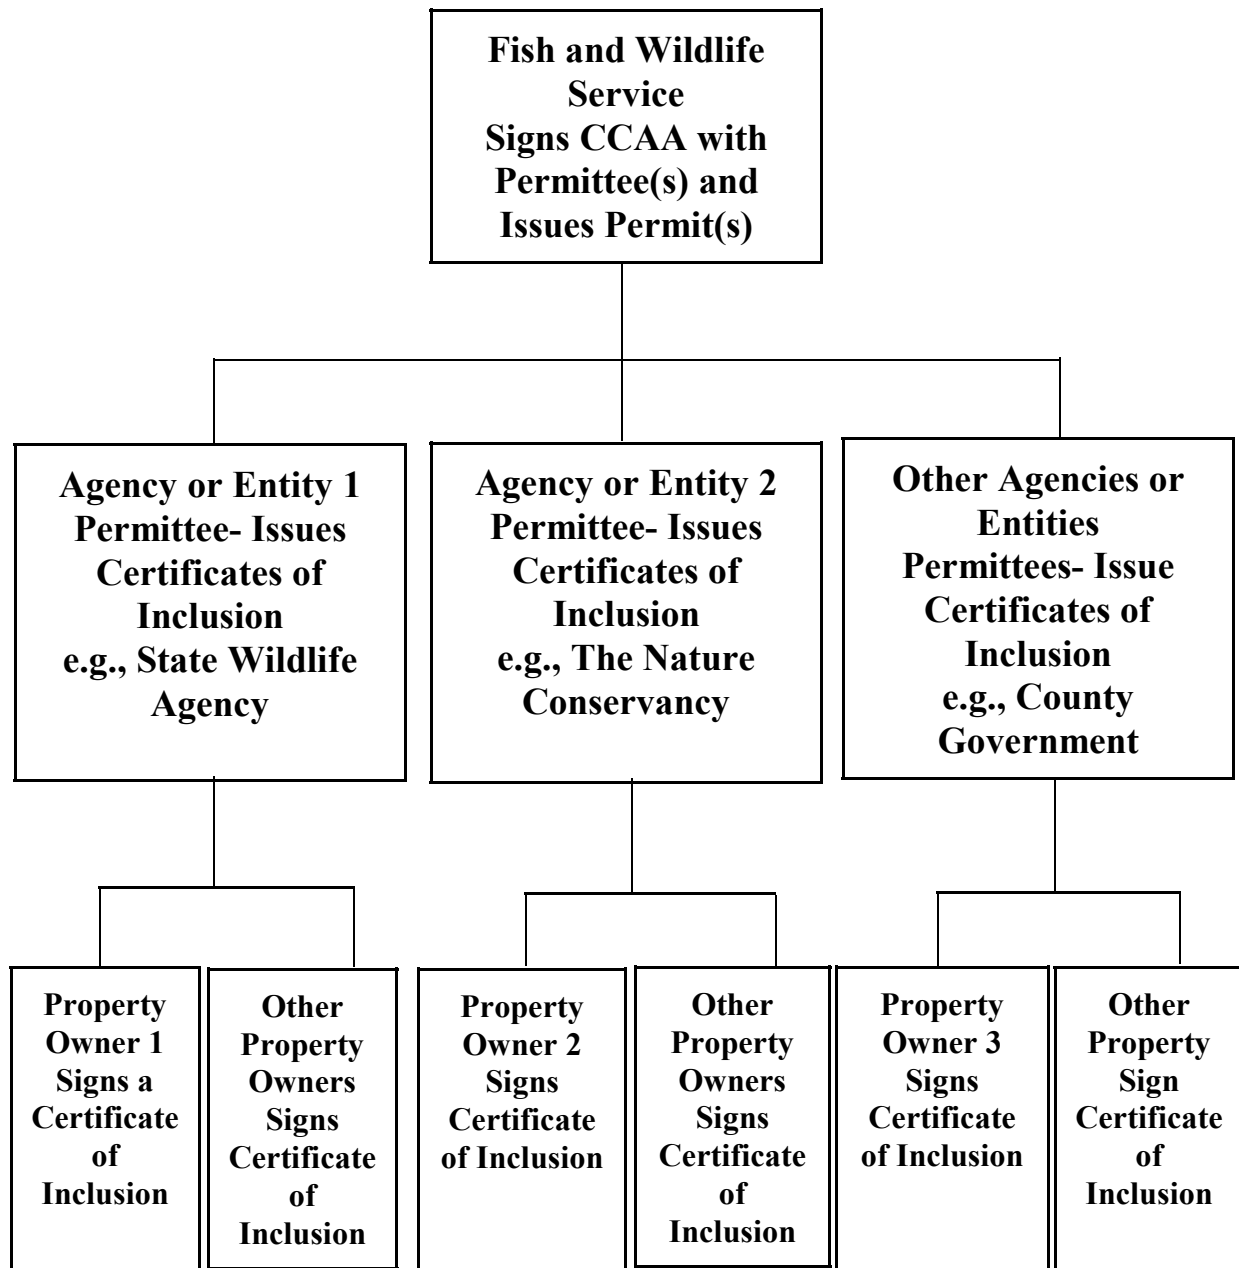 Fish and Wildlife
Service
Signs CCAA with
Permittee(s) and
Issues Permit(s)
Agency or Entity 1
Permittee- Issues
Certificates of
Inclusion
e.g., State Wildlife
Agency
Agency or Entity 2
Permittee- Issues
Certificates of
Inclusion
e.g., The Nature
Conservancy
Other Agencies or
Entities
Permittees- Issue
Certificates of
Inclusion
e.g., County
Government
Property
Owner 1
Signs a
Certificate
of
Inclusion
Other
Property
Owners
Signs
Certificate
of
Inclusion
Property
Owner 2
Signs
Certificate
of Inclusion
Other
Property
Owners
Signs
Certificate
of
Inclusion
Property
Owner 3
Signs
Certificate
of Inclusion
Other
Property
Sign
Certificate
of
Inclusion